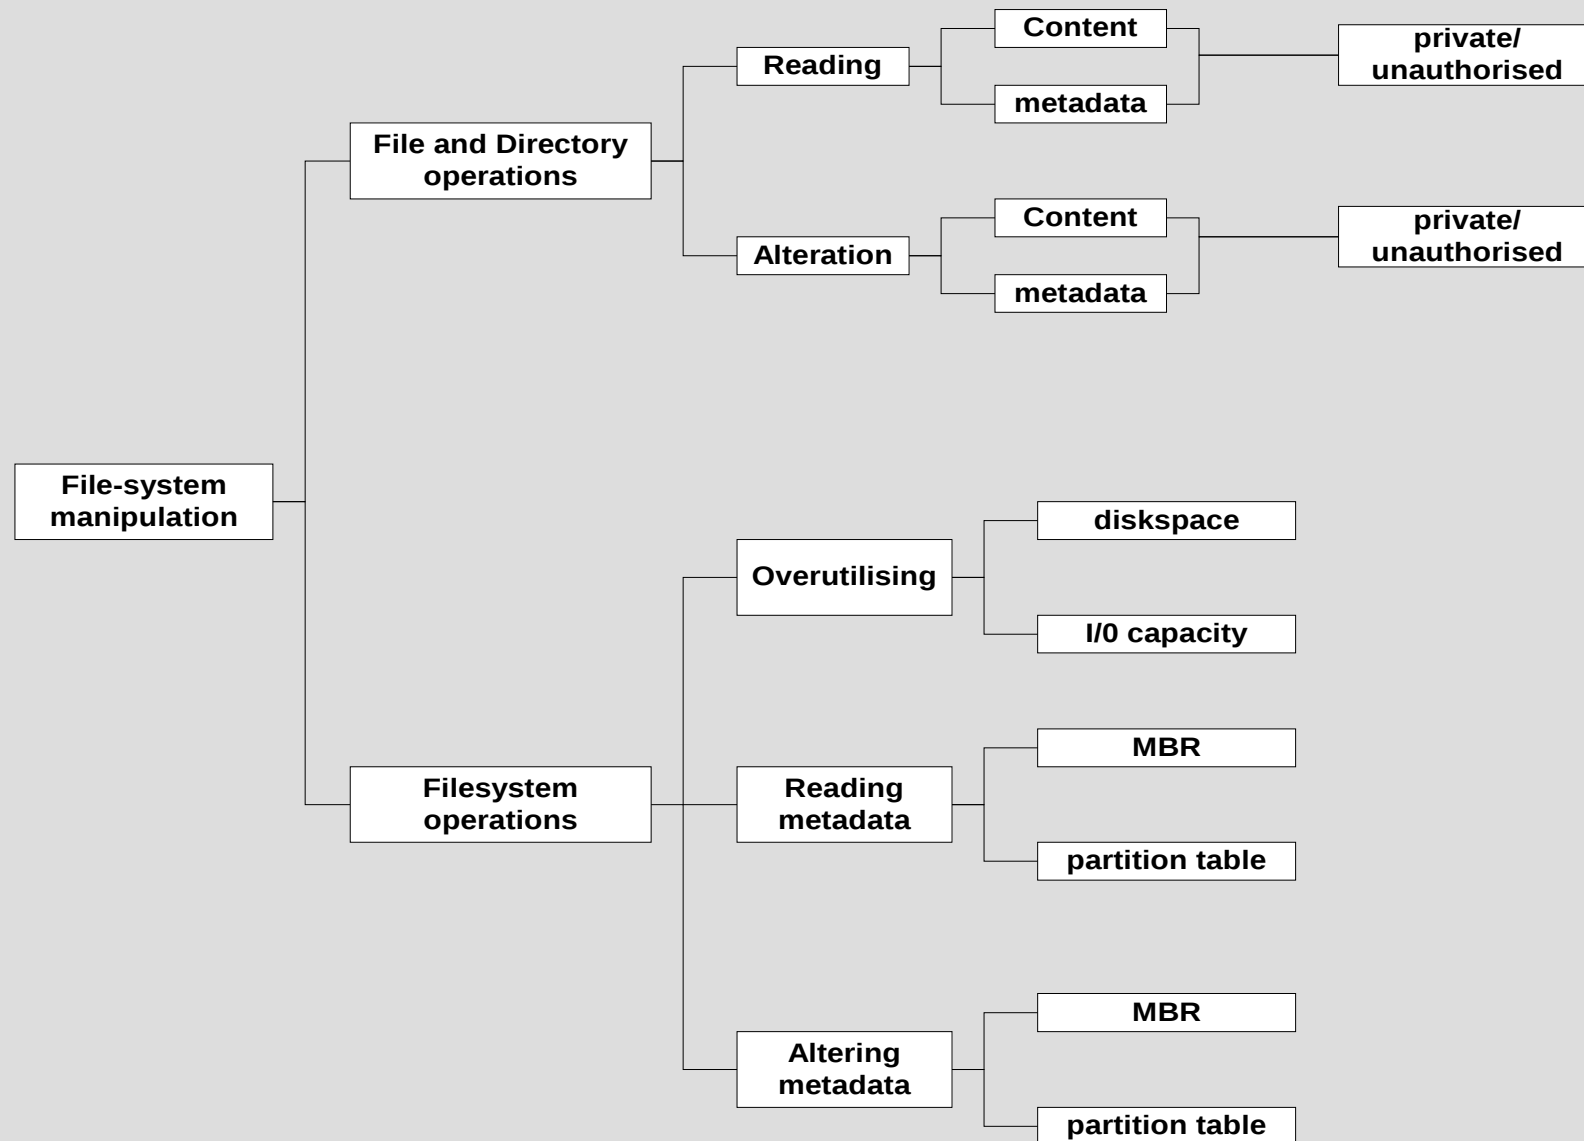 Content
private/
unauthorised
Reading
metadata
File and Directory
operations
Content
private/
unauthorised
Alteration
metadata
File-system
manipulation
diskspace
Overutilising
I/0 capacity
MBR
Filesystem
operations
Reading
metadata
partition table
MBR
Altering
metadata
partition table